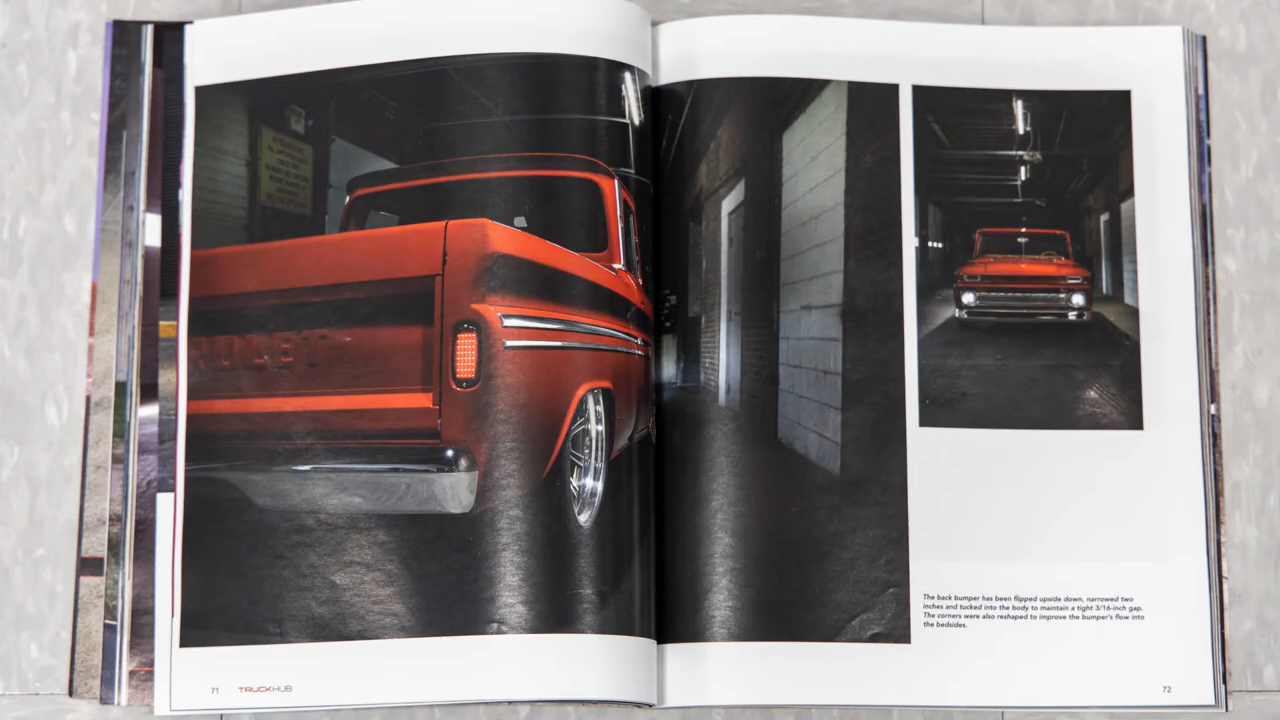 ROLET
71 TRUCKHUB
The back bumper has been flipped upside down, narrowed two
inches and tucked into the body to maintain a tight 3/16-inch gap.
The corners were also reshaped to improve the bumper's flow into
the bedsides.
72